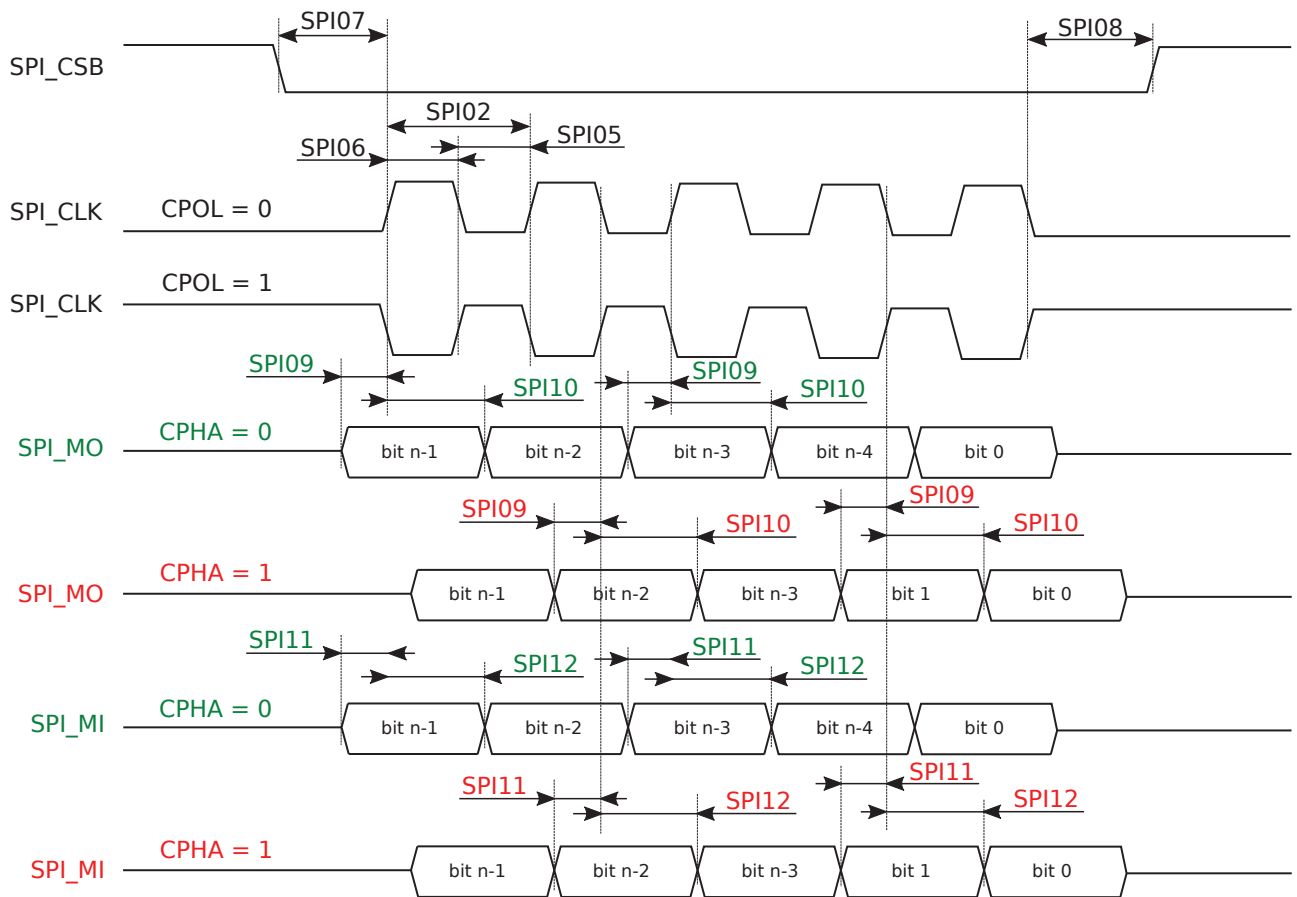 SPI07
SPI08
SPI_CSB
SPI02
SPI05
SPI06
SPI_CLK CPOL = 0
SPI_CLK CPOL = 1
SPI09 SPI09
SPI10 SPI10
SPI_MO CPHA = 0 bit n-1 bit n-2 bit n-3 bit n-4 bit 0
SPI09 SPI09
SPI10 SPI10
SPI_MO CPHA = 1 bit n-1 bit n-2 bit n-3 bit 1 bit 0
SPI11 SPI11
SPI12 SPI12
SPI_MI CPHA = 0 bit n-1 bit n-2 bit n-3 bit n-4 bit 0
SPI11 SPI11
SPI12 SPI12
SPI_MI CPHA = 1 bit n-1 bit n-2 bit n-3 bit 1 bit 0